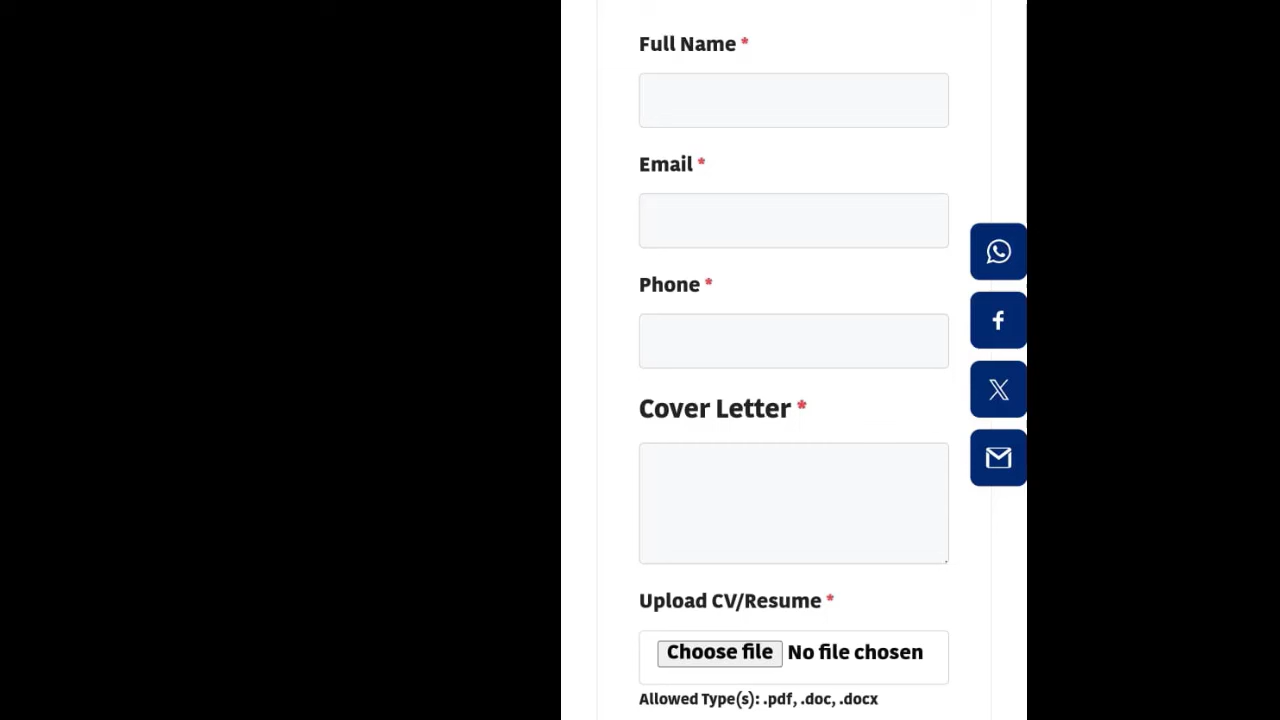 Full Name *
Email *
Phone *
Cover Letter *
Upload CV/Resume *
Choose file No file chosen
Allowed Type(s): .pdf, .doc, .docx